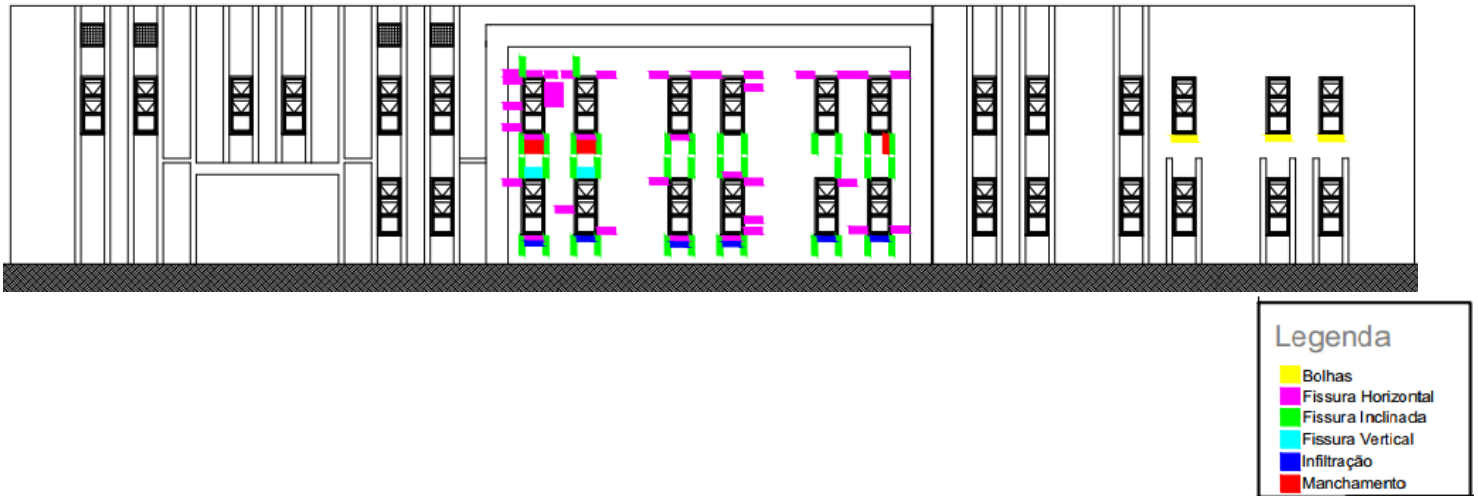 Legenda
Bolhas
Fissura Horizontal
Fissura Inclinada
Fissura Vertical
Infiltração
Manchamento